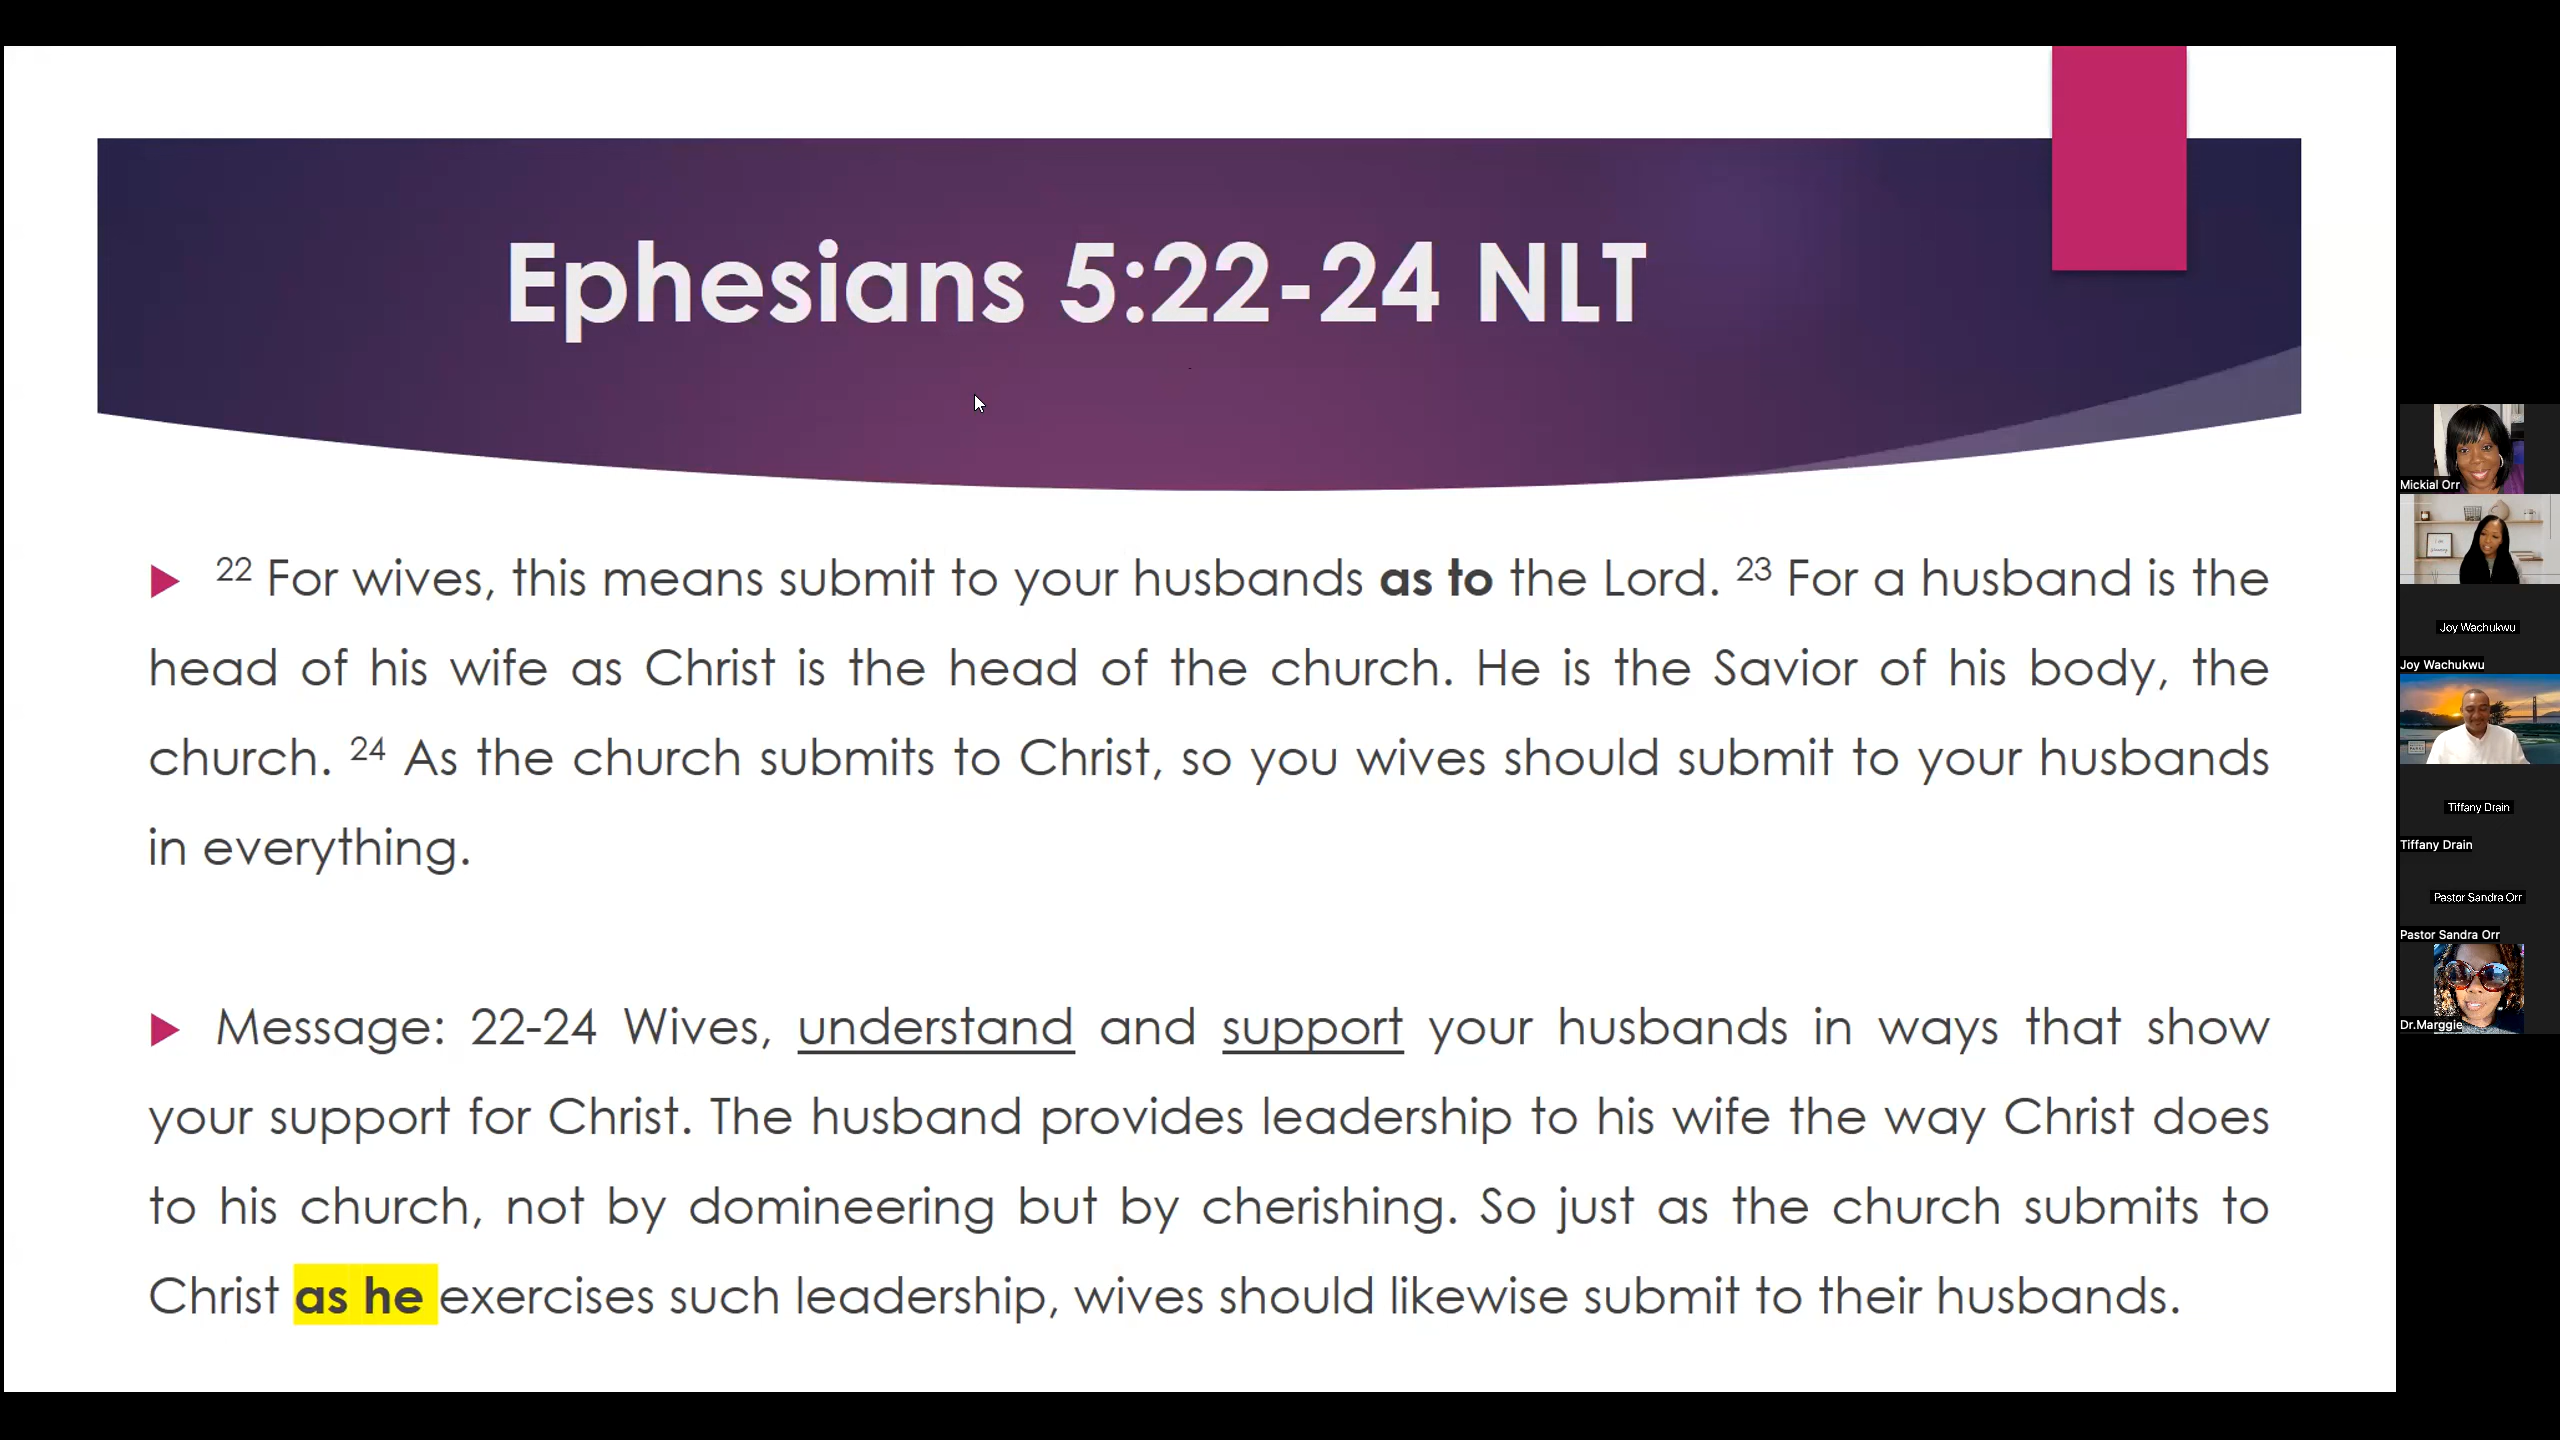 Ephesians 5:22-24 NLT
22 For wives, this means submit to your husbands as to the Lord. 23 For a husband is the
head of his wife as Christ is the head of the church. He is the Savior of his body, the
church. 24 As the church submits to Christ, so you wives should submit to your husbands
in everything.
Message: 22-24 Wives, understand and support your husbands in ways that show
your support for Christ. The husband provides leadership to his wife the way Christ does
to his church, not by domineering but by cherishing. So just as the church submits to
Christ as he exercises such leadership, wives should likewise submit to their husbands.
Mickial Orr
Joy Wachukwu
Joy Wachukwu
Tiffany Drain
Tiffany Drain
Pastor Sandra Orr
Pastor Sandra Orr
Dr.Marggie